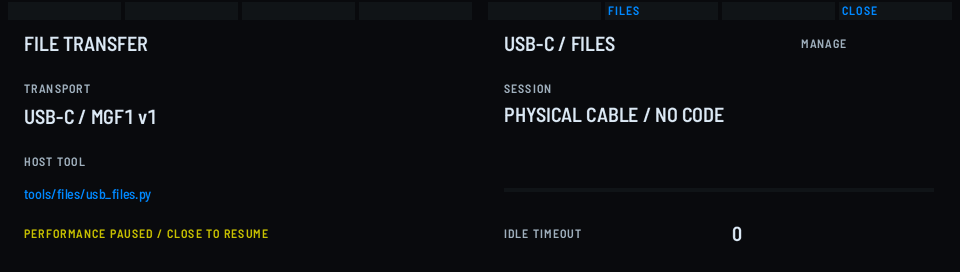 FILES
CLOSE
FILE TRANSFER
USB-C / FILES
MANAGE
TRANSPORT
SESSION
USB-C / MGF1 v1
PHYSICAL CABLE / NO CODE
HOST TOOL
tools/files/usb_files.py
PERFORMANCE PAUSED / CLOSE TO RESUME
IDLE TIMEOUT
0